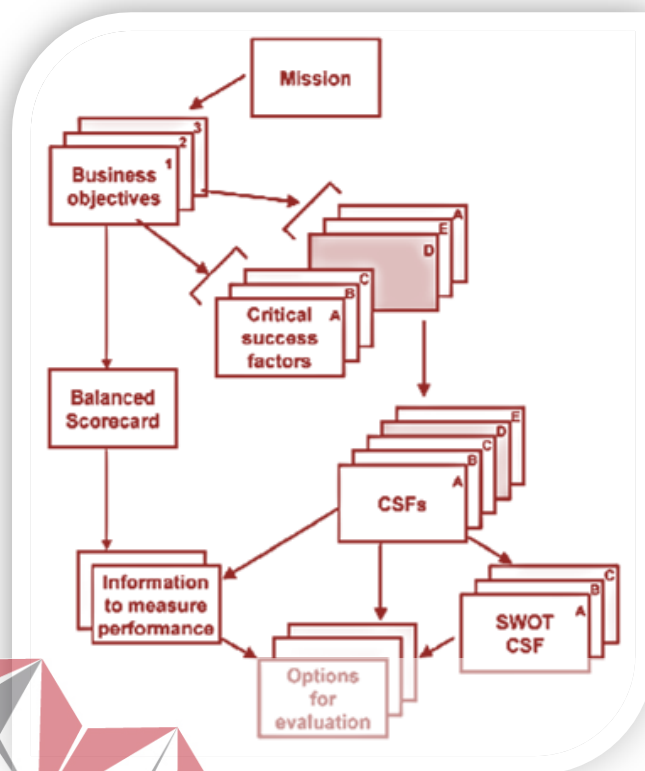 Mission
3
2
1
Business
objectives
A
E
D
C
B
A
Critical
success
factors
Balanced
Scorecard
E
D
C
B
A
CSFs
Information
to measure
performance
C
B
A
SWOT
CSF
Options
for
evaluation